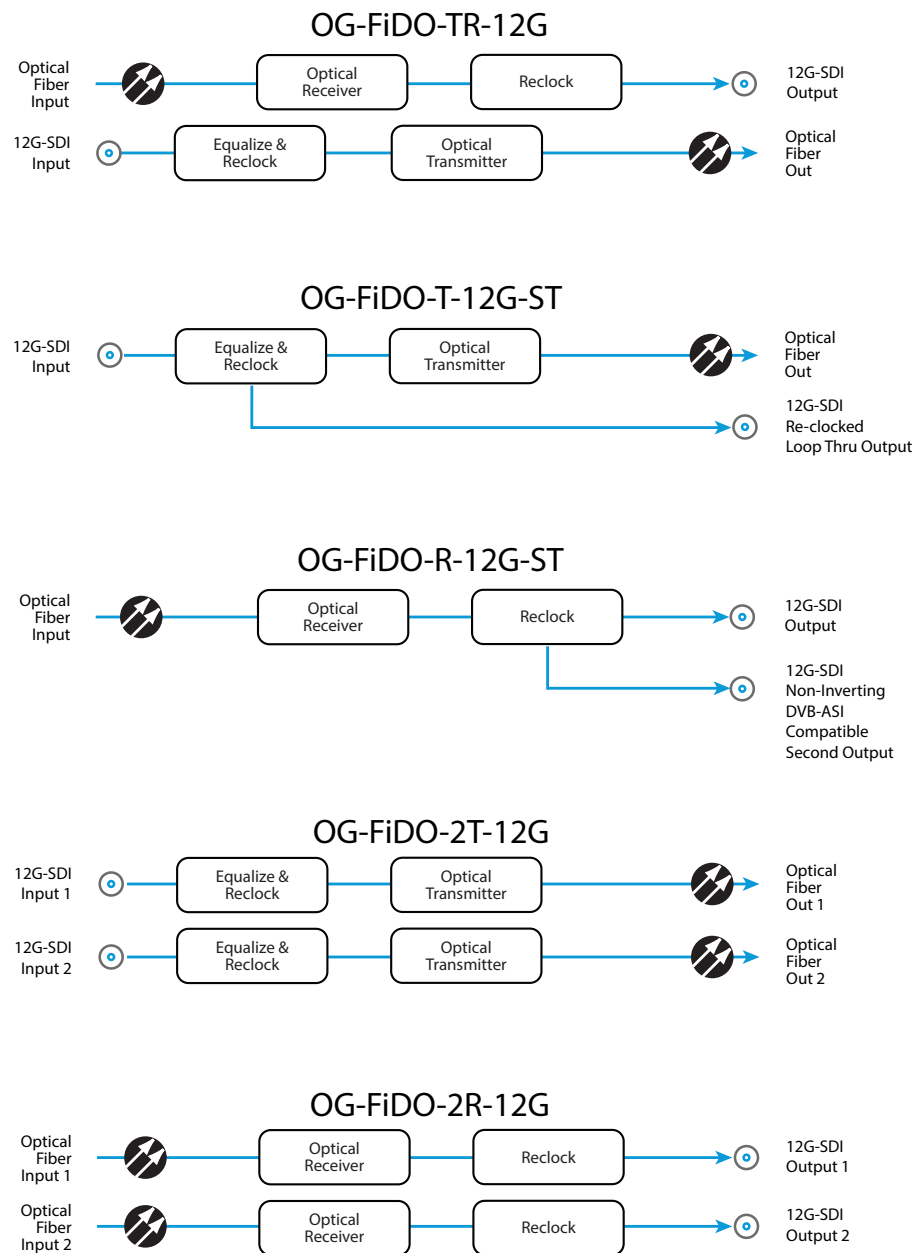 OG-FiDO-TR-12G
Optical
Fiber
Input
Optical
Receiver
Reclock
12G-SDI
Output
12G-SDI
Input
Equalize &
Reclock
Optical
Transmitter
Optical
Fiber
Out
OG-FiDO-T-12G-ST
12G-SDI
Input
Equalize &
Reclock
Optical
Transmitter
Optical
Fiber
Out
12G-SDI
Re-clocked
Loop Thru Output
OG-FiDO-R-12G-ST
Optical
Fiber
Input
Optical
Receiver
Reclock
12G-SDI
Output
12G-SDI
Non-Inverting
DVB-ASI
Compatible
Second Output
OG-FiDO-2T-12G
12G-SDI
Input 1
Equalize &
Reclock
Optical
Transmitter
Optical
Fiber
Out 1
12G-SDI
Input 2
Equalize &
Reclock
Optical
Transmitter
Optical
Fiber
Out 2
OG-FiDO-2R-12G
Optical
Fiber
Input 1
Optical
Receiver
Reclock
12G-SDI
Output 1
Optical
Fiber
Input 2
Optical
Receiver
Reclock
12G-SDI
Output 2